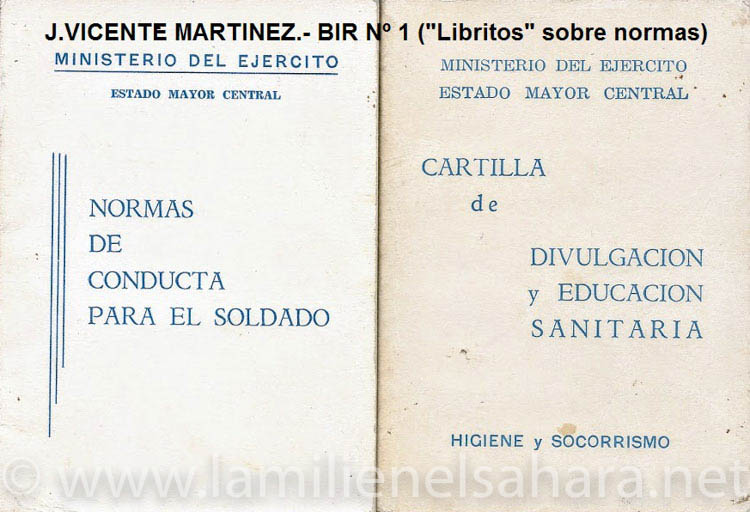 J.VICENTE MARTINEZ.- BIR Nº 1 ("Libritos" sobre normas)
MINISTERIO DEL EJERCITO
ESTADO MAYOR CENTRAL
NORMAS
DE
CONDUCTA
PARA EL SOLDADO
MINISTERIO DEL EJERCITO
ESTADO MAYOR CENTRAL
CARTILLA
de
DIVULGACION
y EDUCACION
SANITARIA
HIGIENE y SOCORRISMO
© www.lamilienelsahara.net